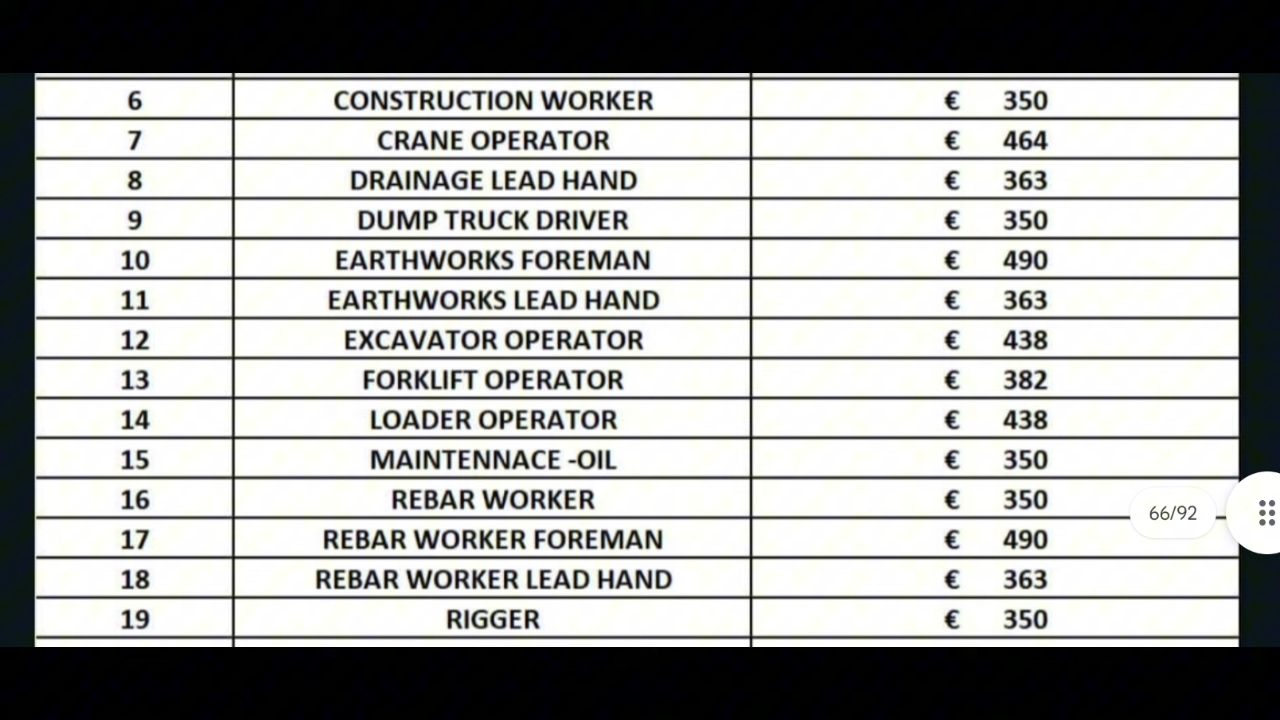 6 CONSTRUCTION WORKER € 350
7 CRANE OPERATOR € 464
8 DRAINAGE LEAD HAND € 363
9 DUMP TRUCK DRIVER € 350
10 EARTHWORKS FOREMAN € 490
11 EARTHWORKS LEAD HAND € 363
12 EXCAVATOR OPERATOR € 438
13 FORKLIFT OPERATOR € 382
14 LOADER OPERATOR € 438
15 MAINTENNACE -OIL € 350
16 REBAR WORKER € 350
66/92
17 REBAR WORKER FOREMAN € 490
18 REBAR WORKER LEAD HAND € 363
19 RIGGER € 350